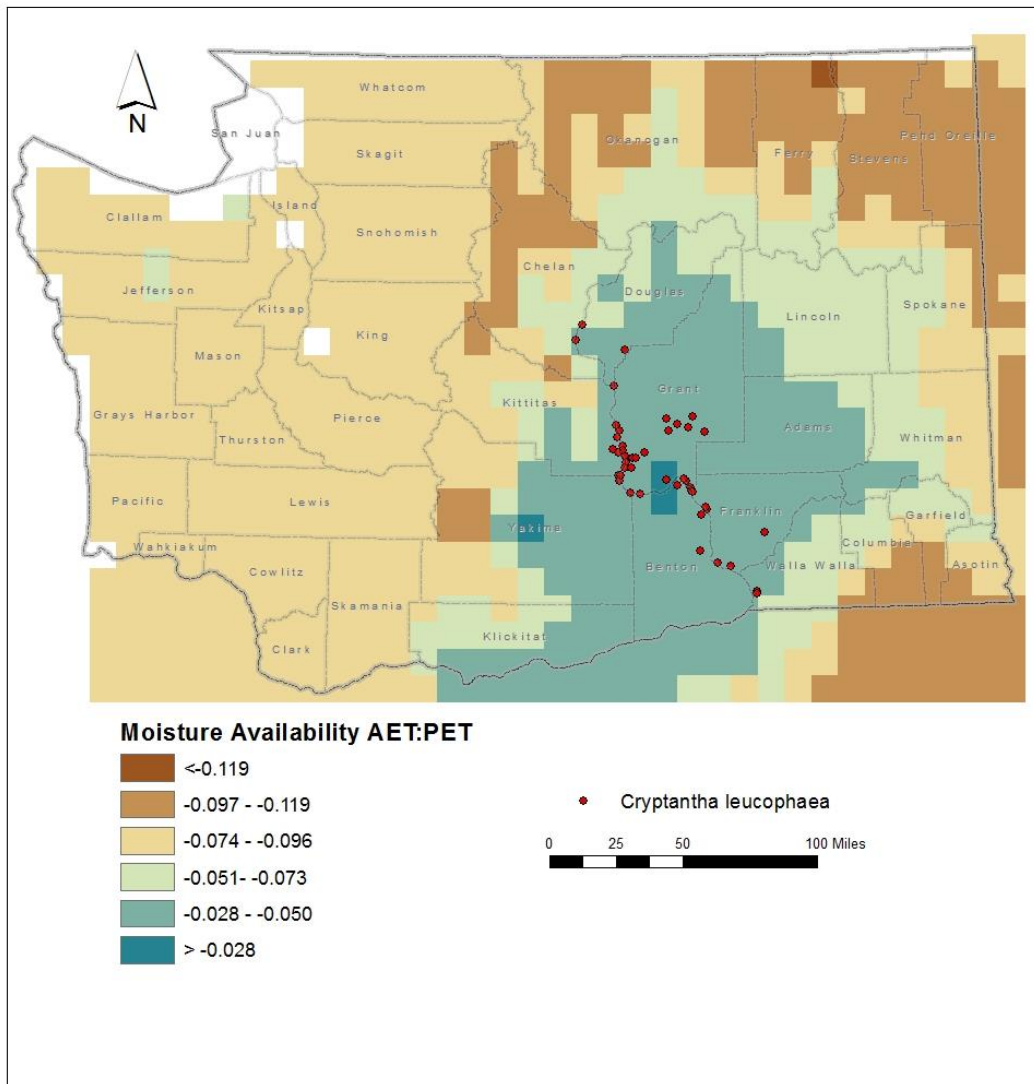 N
Whatcom
San Juan
Okanogan
Pend Oreille
Skagit
Ferry
Stevens
Island
Clallam
Snohomish
Chelan
Jefferson
Douglas
Kitsap
Lincoln
Spokane
King
Mason
Grant
Kittitas
Grays Harbor
Pierce
Adams
Thurston
Whitman
Pacific
Lewis
Franklin
Garfield
Yakima
Wahkiakum
Columbia
Cowlitz
Benton
Walla Walla
Asotin
Skamania
Klickitat
Clark
Moisture Availability AET:PET
<-0.119
-0.097 - -0.119
-0.074 - -0.096
-0.051- -0.073
-0.028 - -0.050
> -0.028
Cryptantha leucophaea
0 25 50 100 Miles